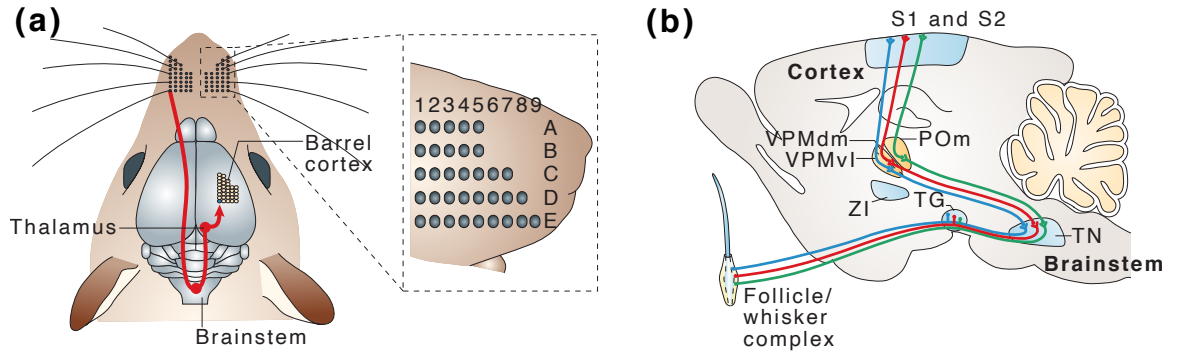 (a)
Barrel
cortex
Thalamus
Brainstem
123456789
A
B
C
D
E
(b)
S1 and S2
Cortex
VPMdm
POm
VPMvl
ZI
TG
TN
Brainstem
Follicle/
whisker
complex